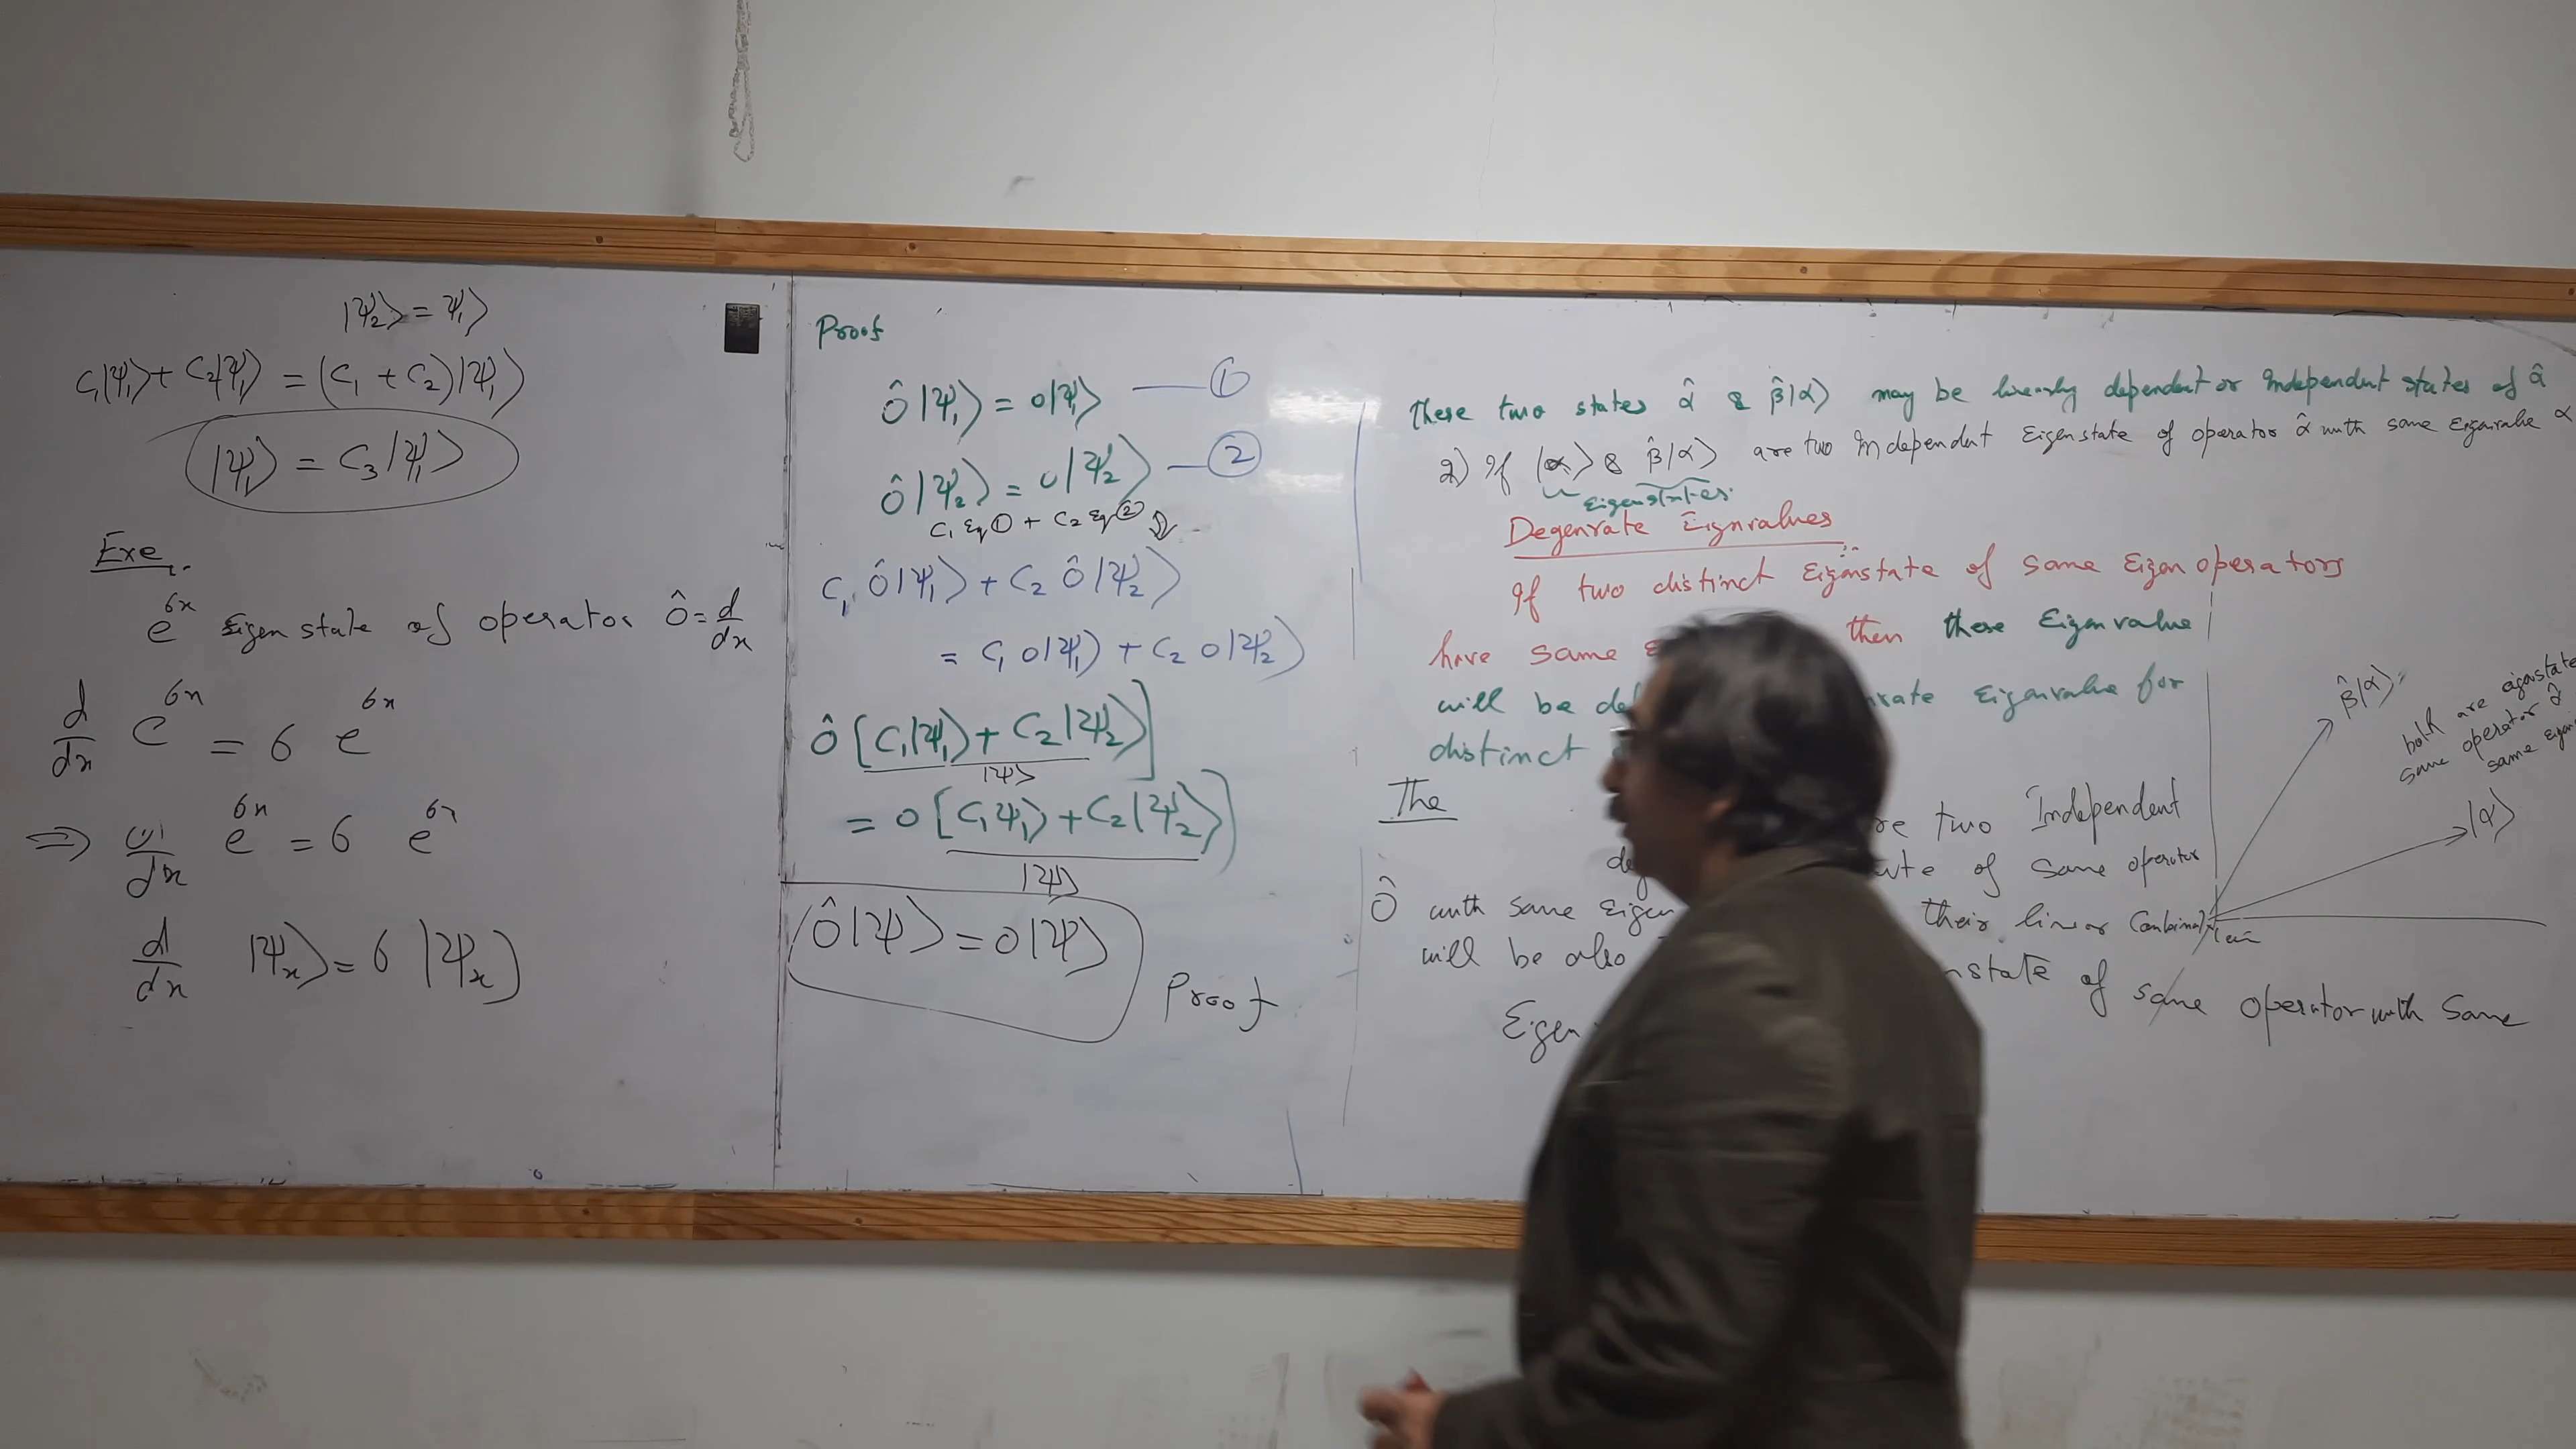 |Ψ₂⟩ = Ψ₁⟩
C₁|Ψ₁⟩ + C₂|Ψ₁⟩ = (C₁ + C₂)|Ψ₁⟩
|Ψ₁⟩ = C₃|Ψ₁⟩
Exe.
e^6x Eigen state of operator ô = d/dx
d/dx e^6x = 6 e^6x
⇒ d/dx e^6x = 6 e^6x
d/dx |Ψx⟩ = 6 |Ψx⟩
Proof
ô|Ψ₁⟩ = o|Ψ₁⟩ — ①
ô|Ψ₂⟩ = o|Ψ₂⟩ — ②
C₁ Eq ① + C₂ Eq ② ⇓
C₁ ô|Ψ₁⟩ + C₂ ô|Ψ₂⟩
= C₁ o|Ψ₁⟩ + C₂ o|Ψ₂⟩
ô [C₁|Ψ₁⟩ + C₂|Ψ₂⟩]
|Ψ⟩
= o [C₁Ψ₁⟩ + C₂|Ψ₂⟩]
|Ψ⟩
ô|Ψ⟩ = o|Ψ⟩
Proof
These two states α̂ & β̂|α⟩ may be linearly dependent or Independent states of α̂
2) If |α⟩ & β̂|α⟩ are two Independent Eigenstate of operator α̂ with same Eigenvalue α
Eigenstates.
Degenrate Eignvalues
If two distinct Eigenstate of same Eigen operators
have same then these Eigenvalue
will be Eigenvalue for
distinct
The
two Independent
of same operator
ô with same Eigen their linear Combination
will be also state of same operator with same
Eigen
β̂|α⟩
both are eigenstate
same operator α̂
same
|α⟩